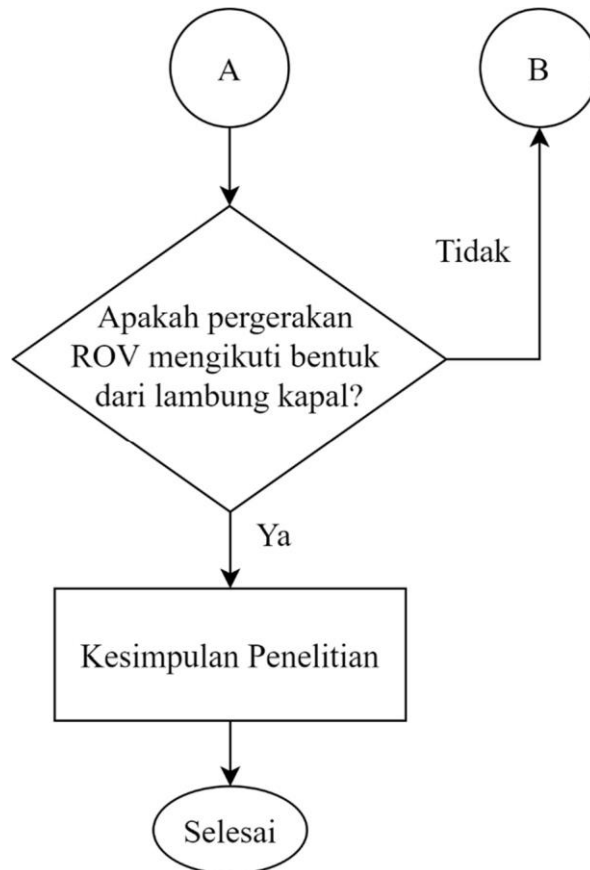 A
B
Tidak
Apakah pergerakan
ROV mengikuti bentuk
dari lambung kapal?
Ya
Kesimpulan Penelitian
Selesai